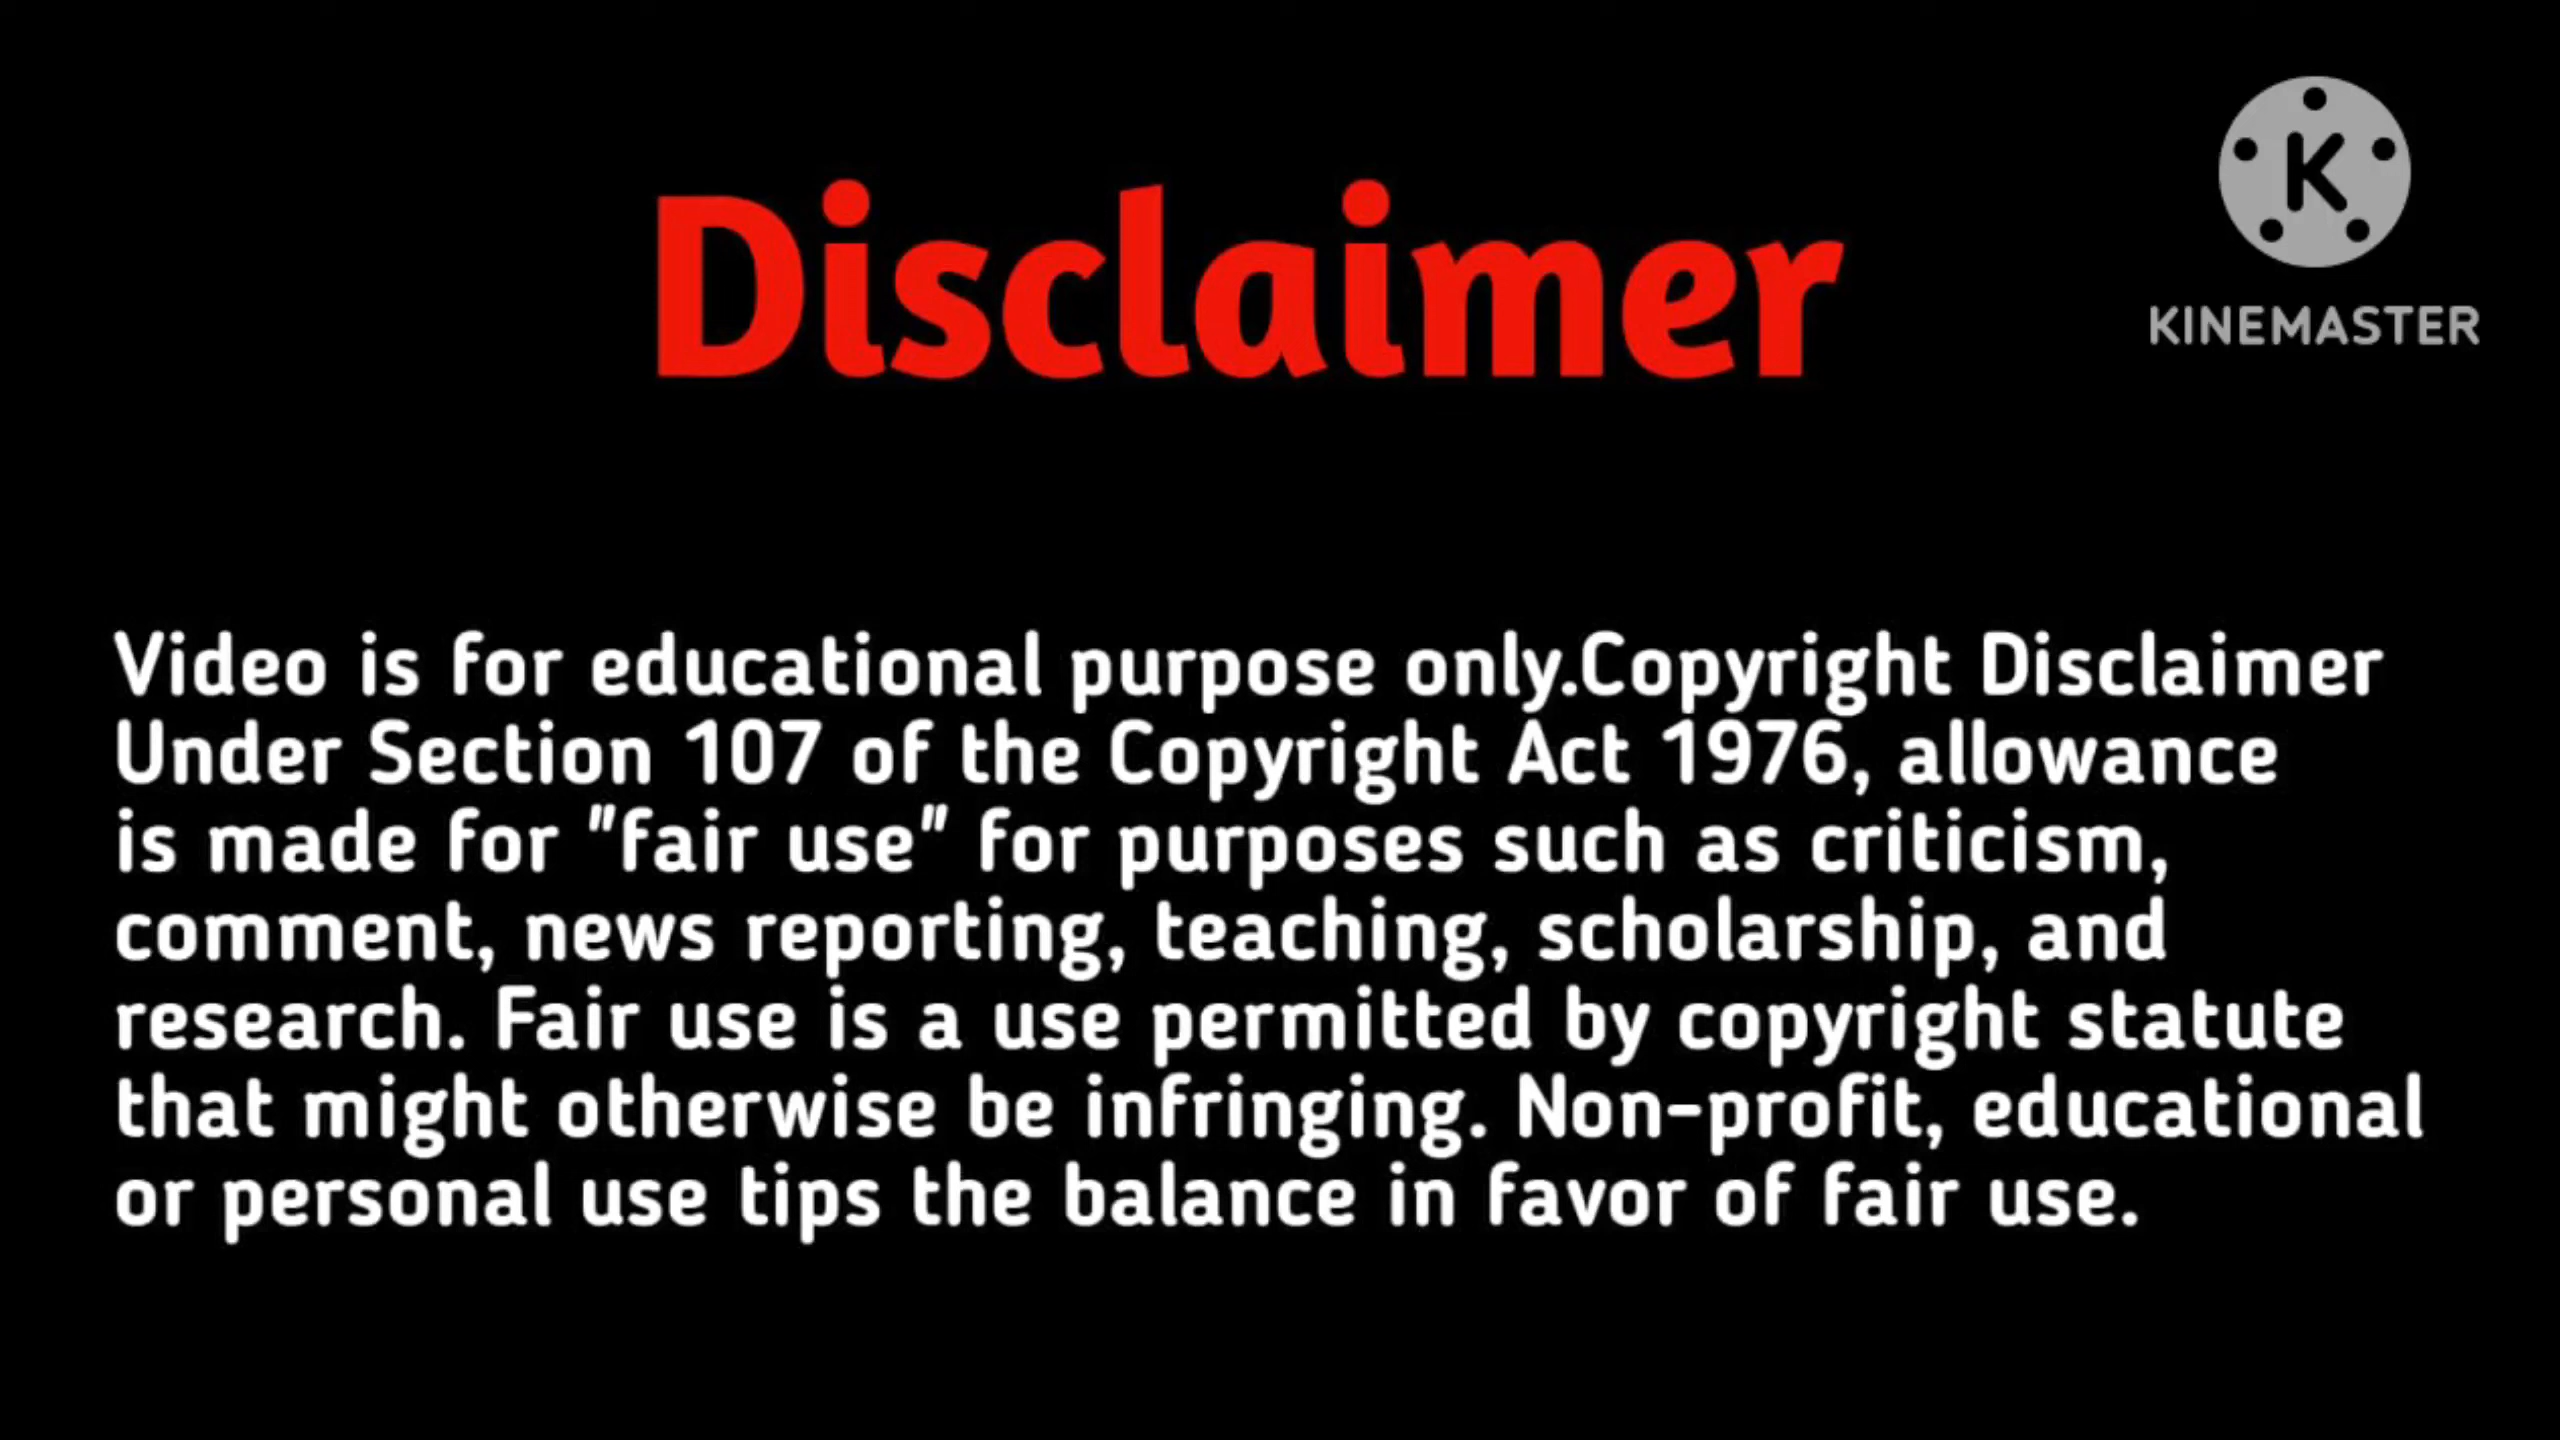 Disclaimer
KINEMASTER
Video is for educational purpose only.Copyright Disclaimer
Under Section 107 of the Copyright Act 1976, allowance
is made for "fair use" for purposes such as criticism,
comment, news reporting, teaching, scholarship, and
research. Fair use is a use permitted by copyright statute
that might otherwise be infringing. Non-profit, educational
or personal use tips the balance in favor of fair use.